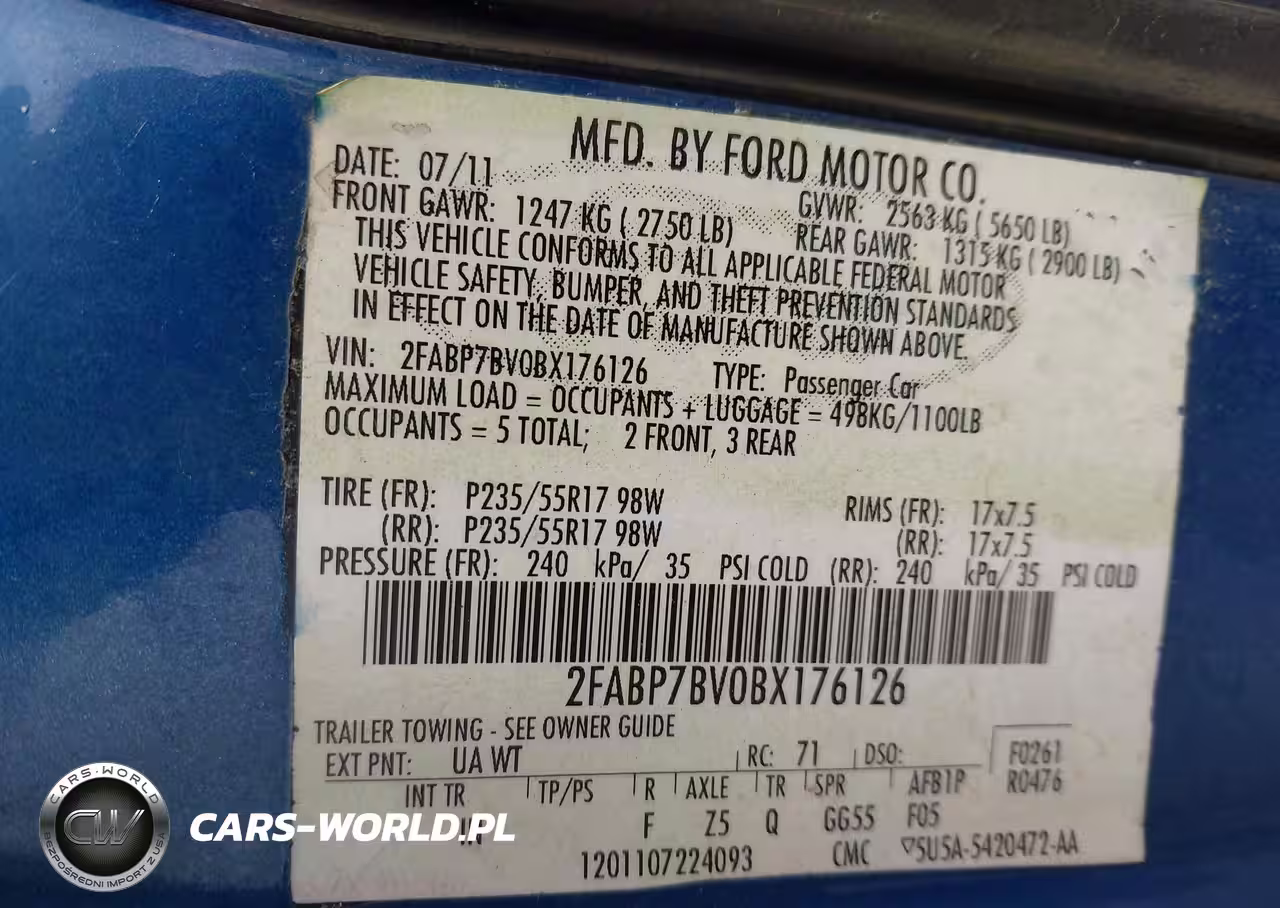 MFD. BY FORD MOTOR CO.
DATE: 07/11 GVWR: 2563 KG ( 5650 LB)
FRONT GAWR: 1247 KG ( 2750 LB) REAR GAWR: 1315 KG ( 2900 LB)
THIS VEHICLE CONFORMS TO ALL APPLICABLE FEDERAL MOTOR
VEHICLE SAFETY, BUMPER, AND THEFT PREVENTION STANDARDS
IN EFFECT ON THE DATE OF MANUFACTURE SHOWN ABOVE.
VIN: 2FABP7BV0BX176126 TYPE: Passenger Car
MAXIMUM LOAD = OCCUPANTS + LUGGAGE = 498KG/1100LB
OCCUPANTS = 5 TOTAL; 2 FRONT, 3 REAR
TIRE (FR): P235/55R17 98W RIMS (FR): 17x7.5
(RR): P235/55R17 98W (RR): 17x7.5
PRESSURE (FR): 240 kPa/ 35 PSI COLD (RR): 240 kPa/ 35 PSI COLD
2FABP7BV0BX176126
TRAILER TOWING - SEE OWNER GUIDE
EXT PNT: UA WT RC: 71 DSO: F0261
INT TR TP/PS R AXLE TR SPR AFB1P R0476
F Z5 Q GG55 F05
1201107224093 CMC ▽5U5A-5420472-AA
CARS-WORLD
CW
BEZPOŚREDNI IMPORT Z USA
CARS-WORLD.PL